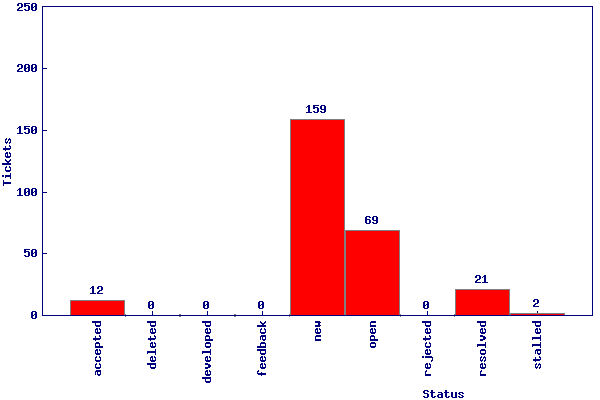 250
200
150
100
50
0
Tickets
12
0
0
0
159
69
0
21
2
accepted
deleted
developed
feedback
new
open
rejected
resolved
stalled
Status